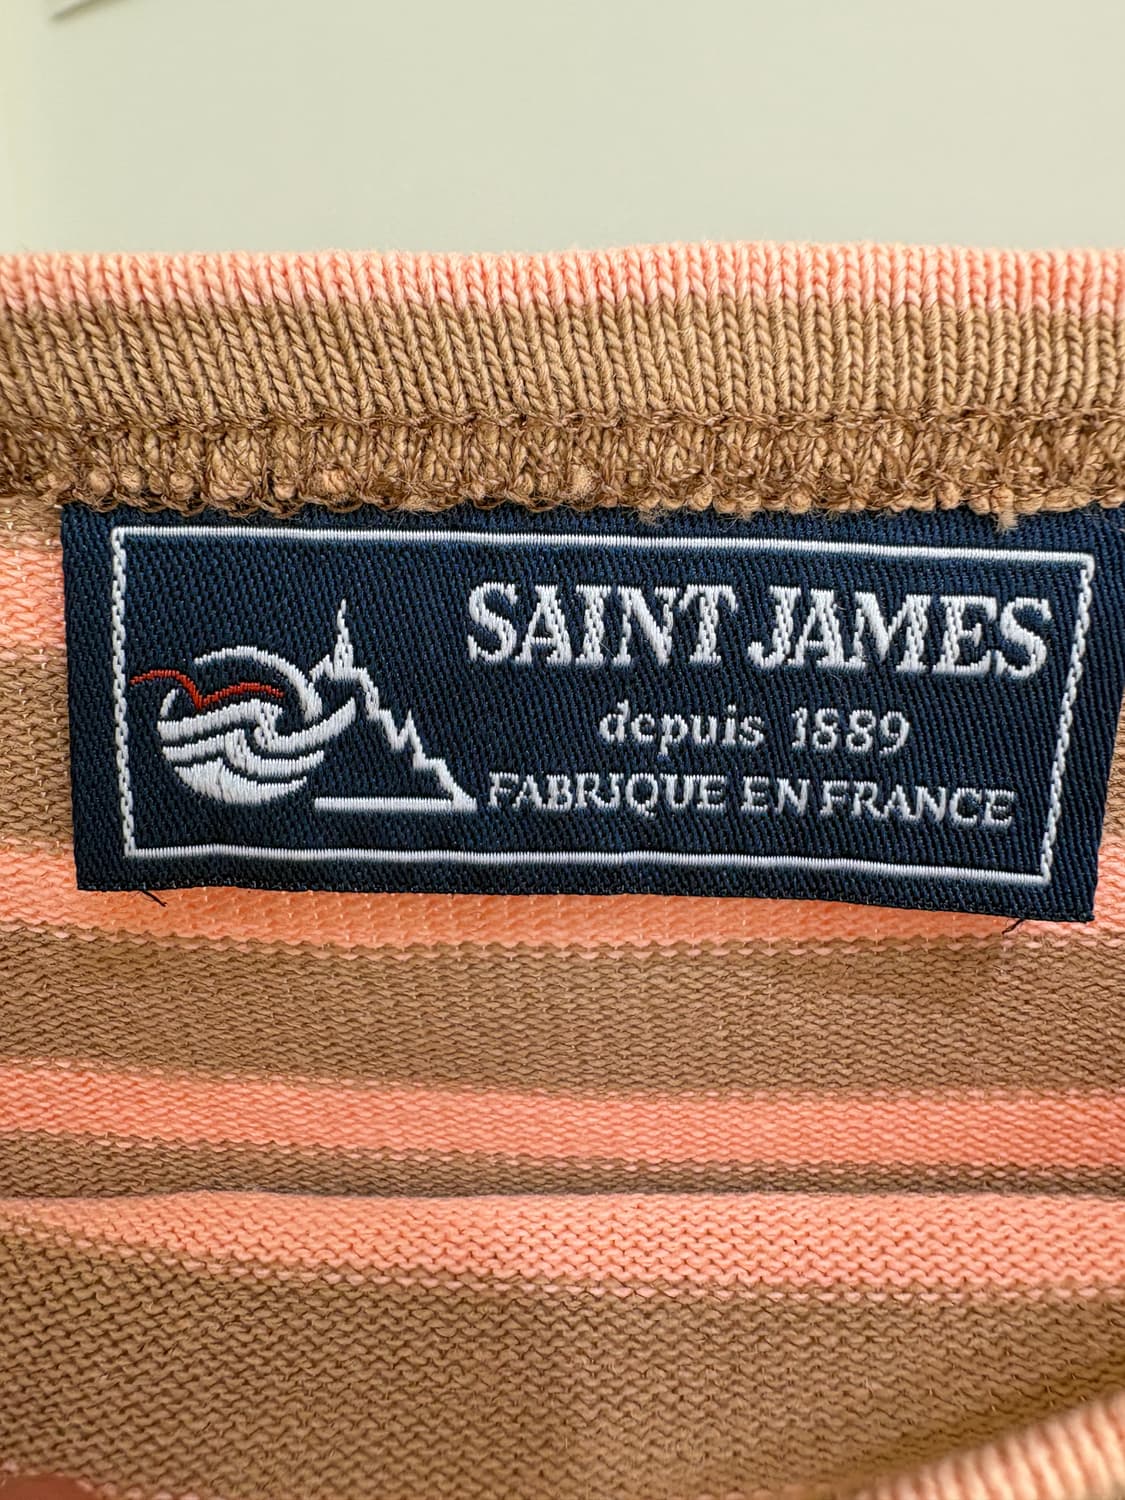 SAINT JAMES
depuis 1889
FABRIQUE EN FRANCE